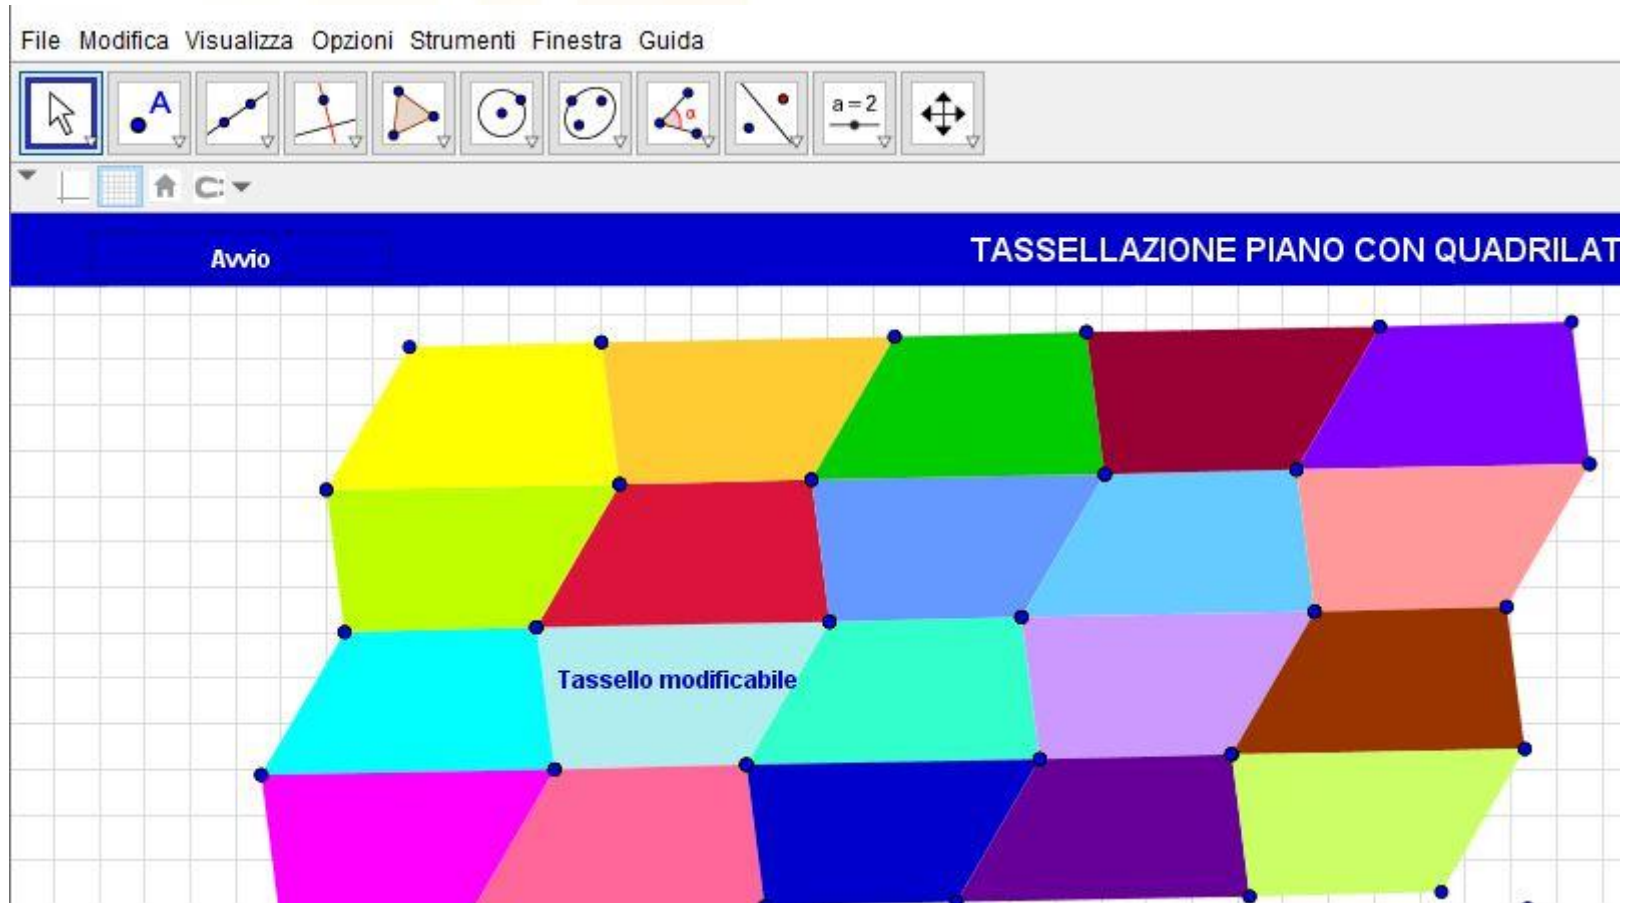 File Modifica Visualizza Opzioni Strumenti Finestra Guida
A α a = 2
Avvio TASSELLAZIONE PIANO CON QUADRILAT
Tassello modificabile